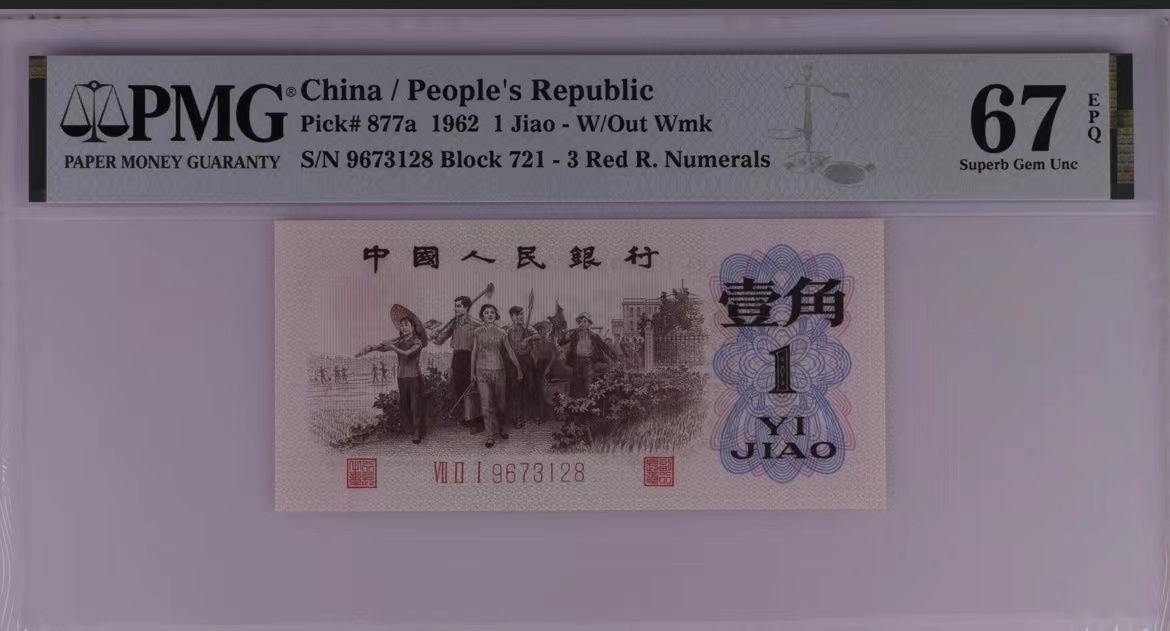 PMG® China / People's Republic
Pick# 877a 1962 1 Jiao - W/Out Wmk
PAPER MONEY GUARANTY S/N 9673128 Block 721 - 3 Red R. Numerals
67 EPQ
Superb Gem Unc
中國人民銀行
壹角
1
YI
JIAO
VII II I 9673128